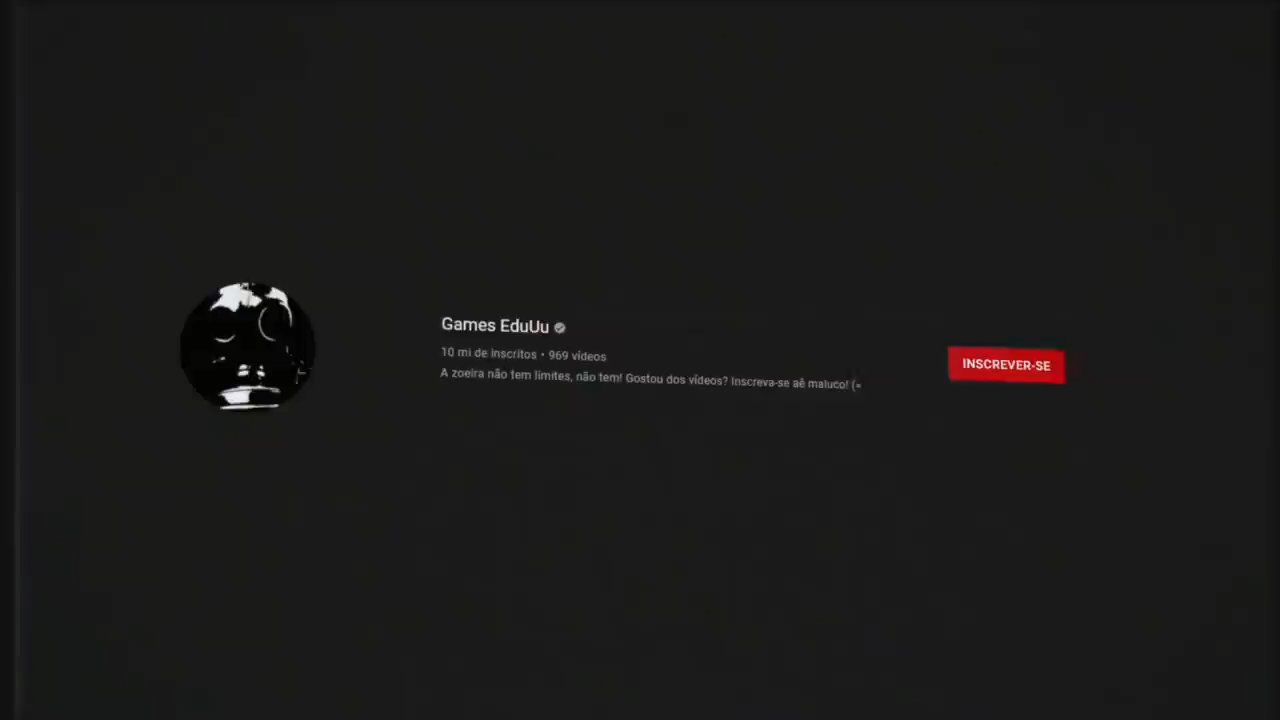 Games EduUu
10 mi de inscritos • 969 vídeos
A zoeira não tem limites, não tem! Gostou dos vídeos? Inscreva-se aê maluco! (=
INSCREVER-SE